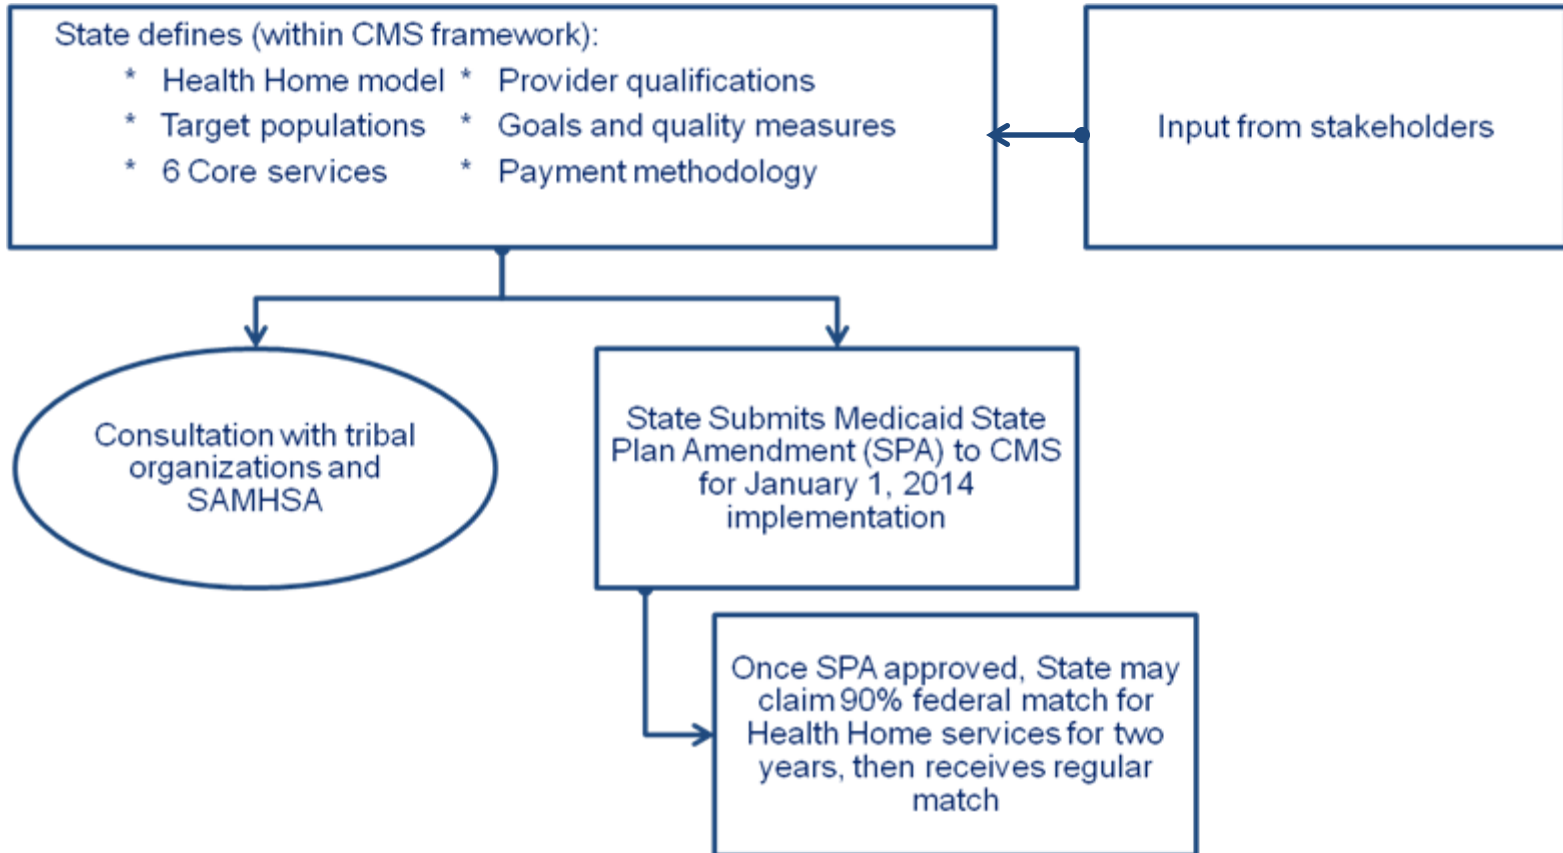 State defines (within CMS framework):
* Health Home model * Provider qualifications
* Target populations * Goals and quality measures
* 6 Core services * Payment methodology
Input from stakeholders
Consultation with tribal
organizations and
SAMHSA
State Submits Medicaid State
Plan Amendment (SPA) to CMS
for January 1, 2014
implementation
Once SPA approved, State may
claim 90% federal match for
Health Home services for two
years, then receives regular
match